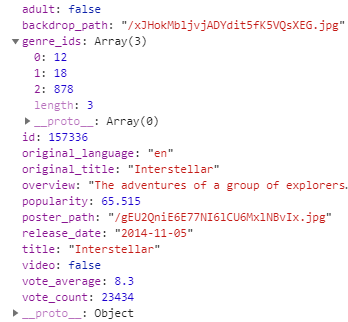 adult: false
backdrop_path: "/xJHokMbljvjADYdit5fK5VQsXEG.jpg"
▼genre_ids: Array(3)
0: 12
1: 18
2: 878
length: 3
▶__proto__: Array(0)
id: 157336
original_language: "en"
original_title: "Interstellar"
overview: "The adventures of a group of explorers.
popularity: 65.515
poster_path: "/gEU2QniE6E77NI6lCU6MxlNBvIx.jpg"
release_date: "2014-11-05"
title: "Interstellar"
video: false
vote_average: 8.3
vote_count: 23434
▶__proto__: Object